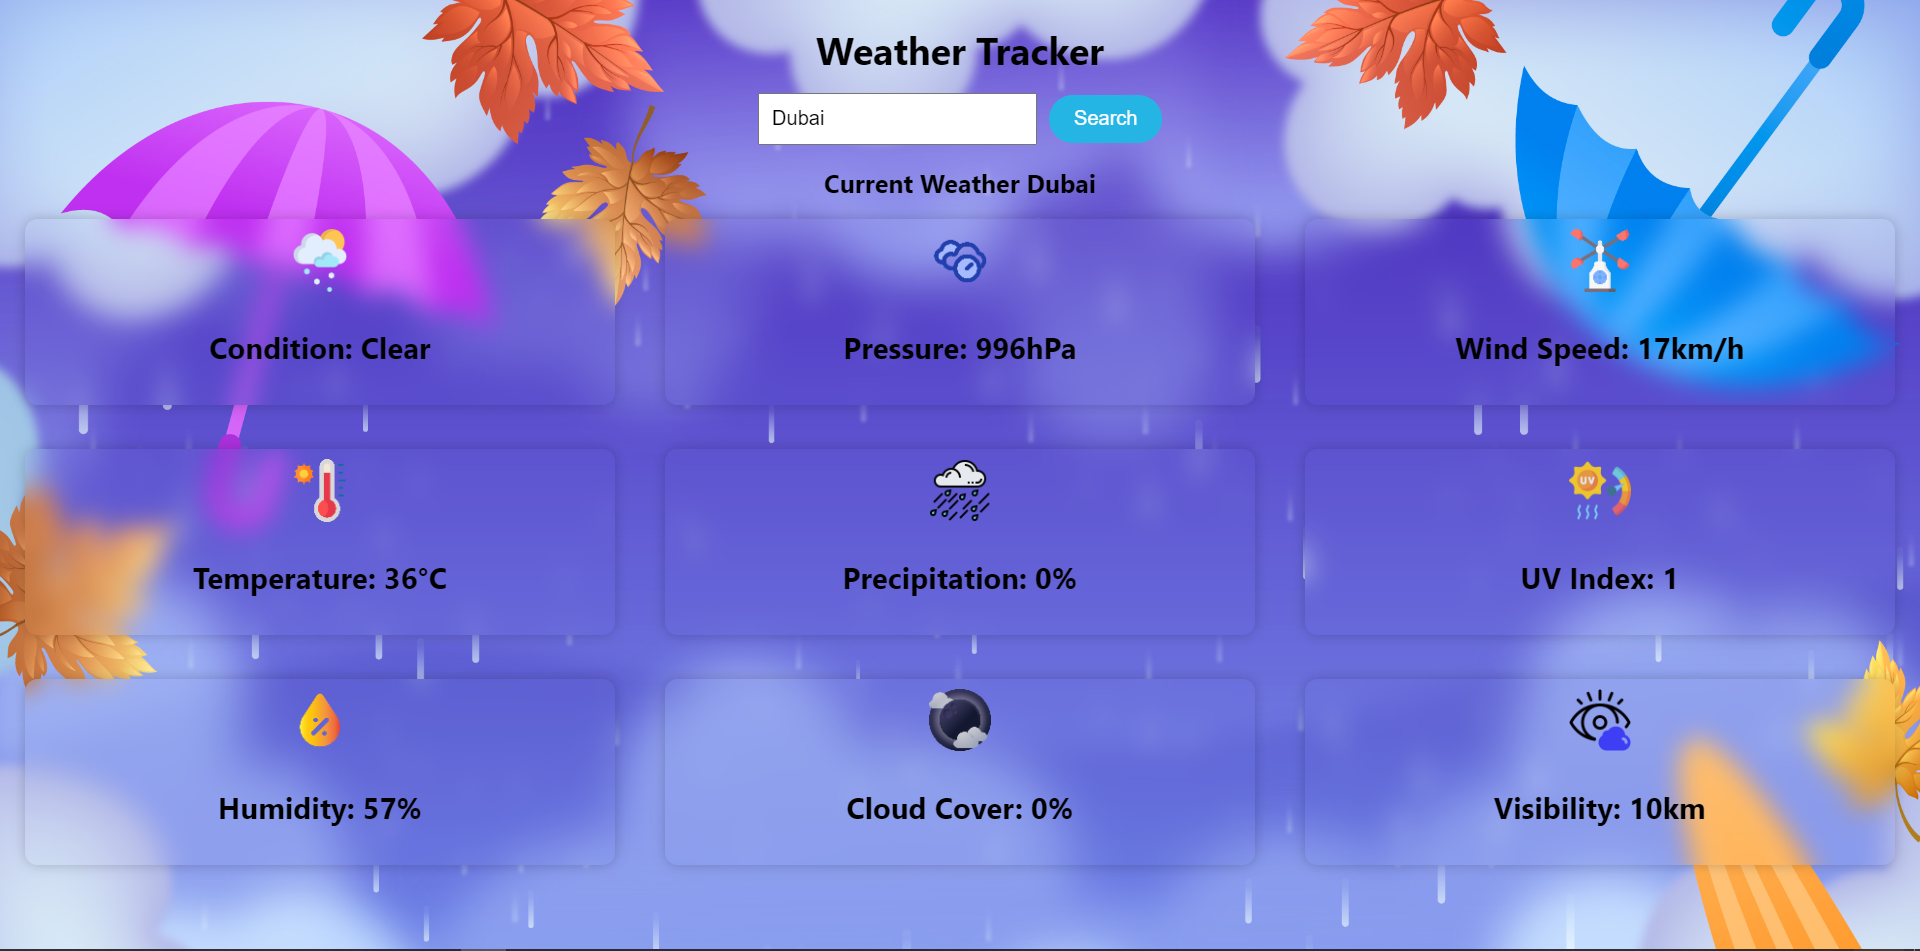 Weather Tracker
Dubai
Search
Current Weather Dubai
Condition: Clear
Pressure: 996hPa
Wind Speed: 17km/h
Temperature: 36°C
Precipitation: 0%
UV
UV Index: 1
Humidity: 57%
Cloud Cover: 0%
Visibility: 10km